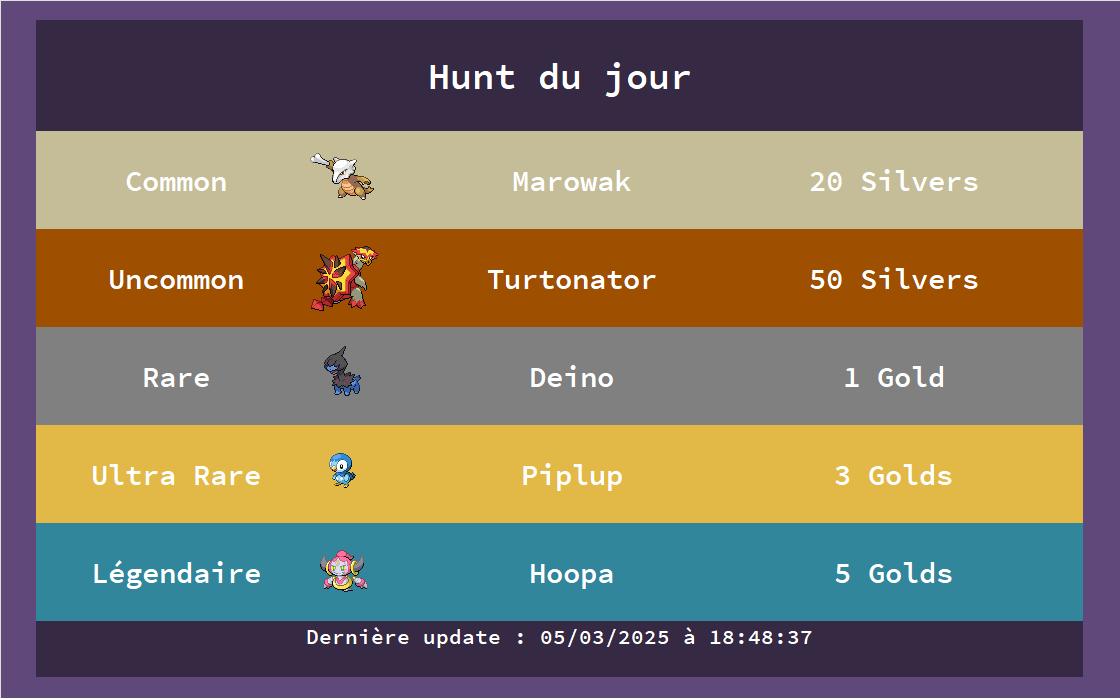 Hunt du jour
Common Marowak 20 Silvers
Uncommon Turtonator 50 Silvers
Rare Deino 1 Gold
Ultra Rare Piplup 3 Golds
Légendaire Hoopa 5 Golds
Dernière update : 05/03/2025 à 18:48:37